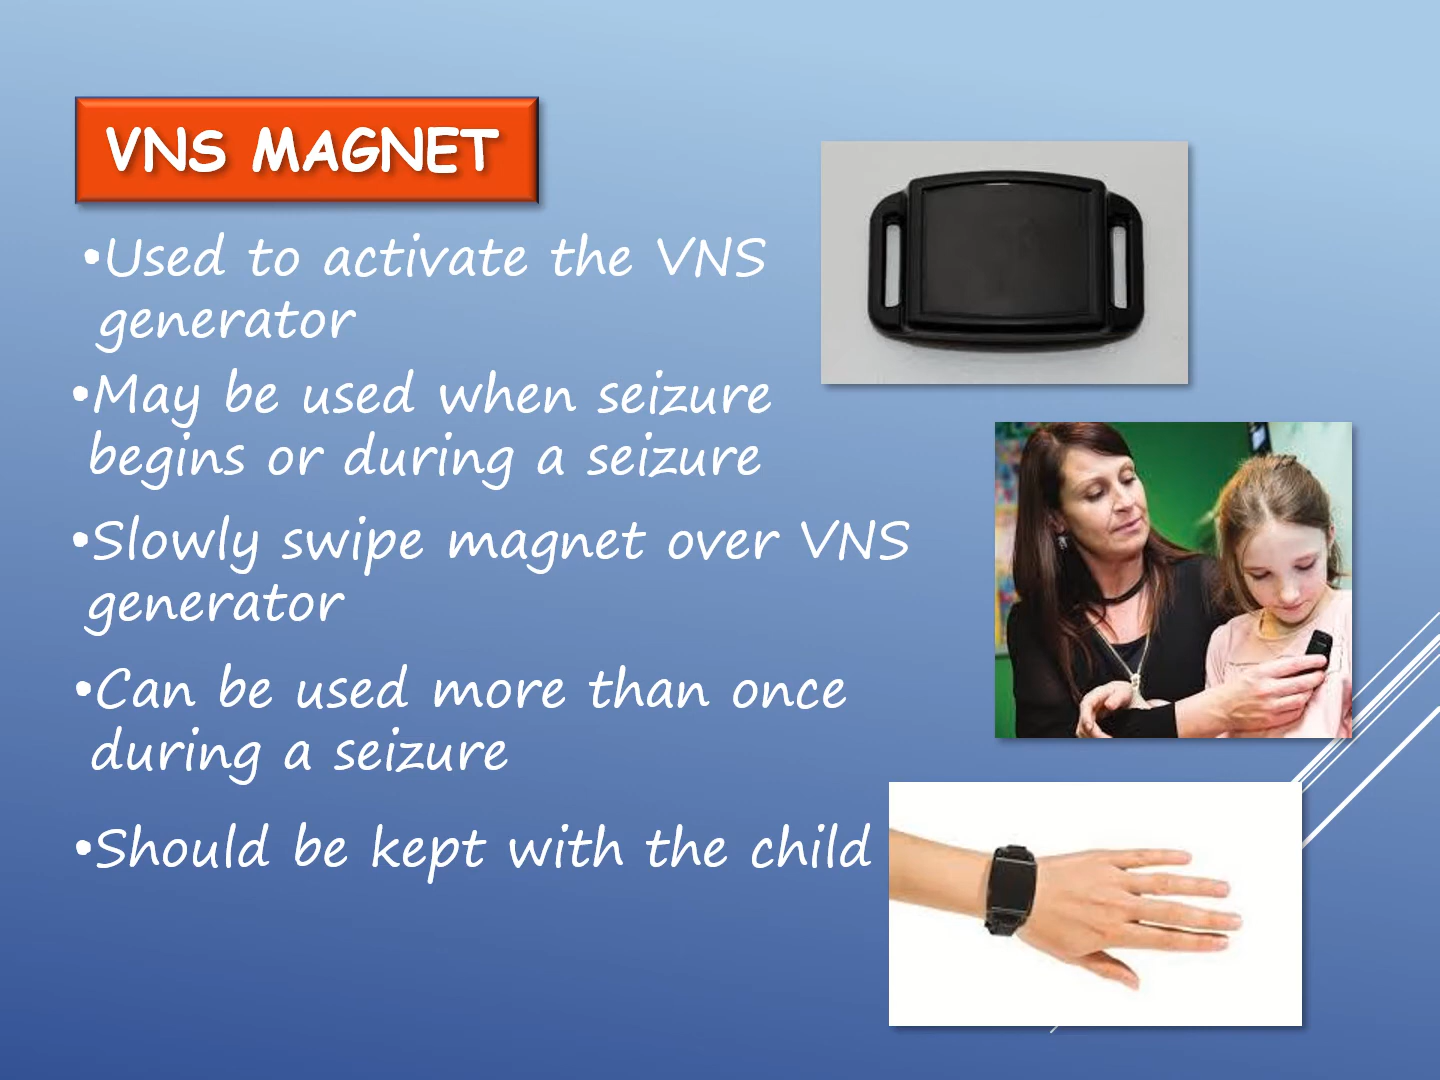 VNS MAGNET
•Used to activate the VNS
generator
•May be used when seizure
begins or during a seizure
•Slowly swipe magnet over VNS
generator
•Can be used more than once
during a seizure
•Should be kept with the child